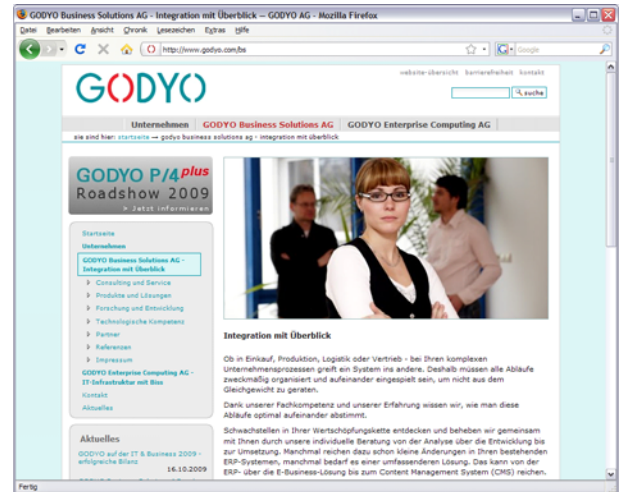 GODYO Business Solutions AG - Integration mit Überblick — GODYO AG - Mozilla Firefox
Datei Bearbeiten Ansicht Chronik Lesezeichen Extras Hilfe
http://www.godyo.com/bs
Google
GODYO
website-übersicht barrierefreiheit kontakt
suche
Unternehmen GODYO Business Solutions AG GODYO Enterprise Computing AG
sie sind hier: startseite → godyo business solutions ag - integration mit überblick
GODYO P/4 plus
Roadshow 2009
> Jetzt informieren
Startseite
Unternehmen
GODYO Business Solutions AG -
Integration mit Überblick
Consulting und Service
Produkte und Lösungen
Forschung und Entwicklung
Technologische Kompetenz
Partner
Referenzen
Impressum
GODYO Enterprise Computing AG -
IT-Infrastruktur mit Biss
Kontakt
Aktuelles
Aktuelles
GODYO auf der IT & Business 2009 -
erfolgreiche Bilanz
16.10.2009
Integration mit Überblick
Ob in Einkauf, Produktion, Logistik oder Vertrieb - bei Ihren komplexen
Unternehmensprozessen greift ein System ins andere. Deshalb müssen alle Abläufe
zweckmäßig organisiert und aufeinander eingespielt sein, um nicht aus dem
Gleichgewicht zu geraten.
Dank unserer Fachkompetenz und unserer Erfahrung wissen wir, wie man diese
Abläufe optimal aufeinander abstimmt.
Schwachstellen in Ihrer Wertschöpfungskette entdecken und beheben wir gemeinsam
mit Ihnen durch unsere individuelle Beratung von der Analyse über die Entwicklung bis
zur Umsetzung. Manchmal reichen dazu schon kleine Änderungen in Ihren bestehenden
ERP-Systemen, manchmal bedarf es einer umfassenderen Lösung. Das kann von der
ERP- über die E-Business-Lösung bis zum Content Management System (CMS) reichen.
Fertig